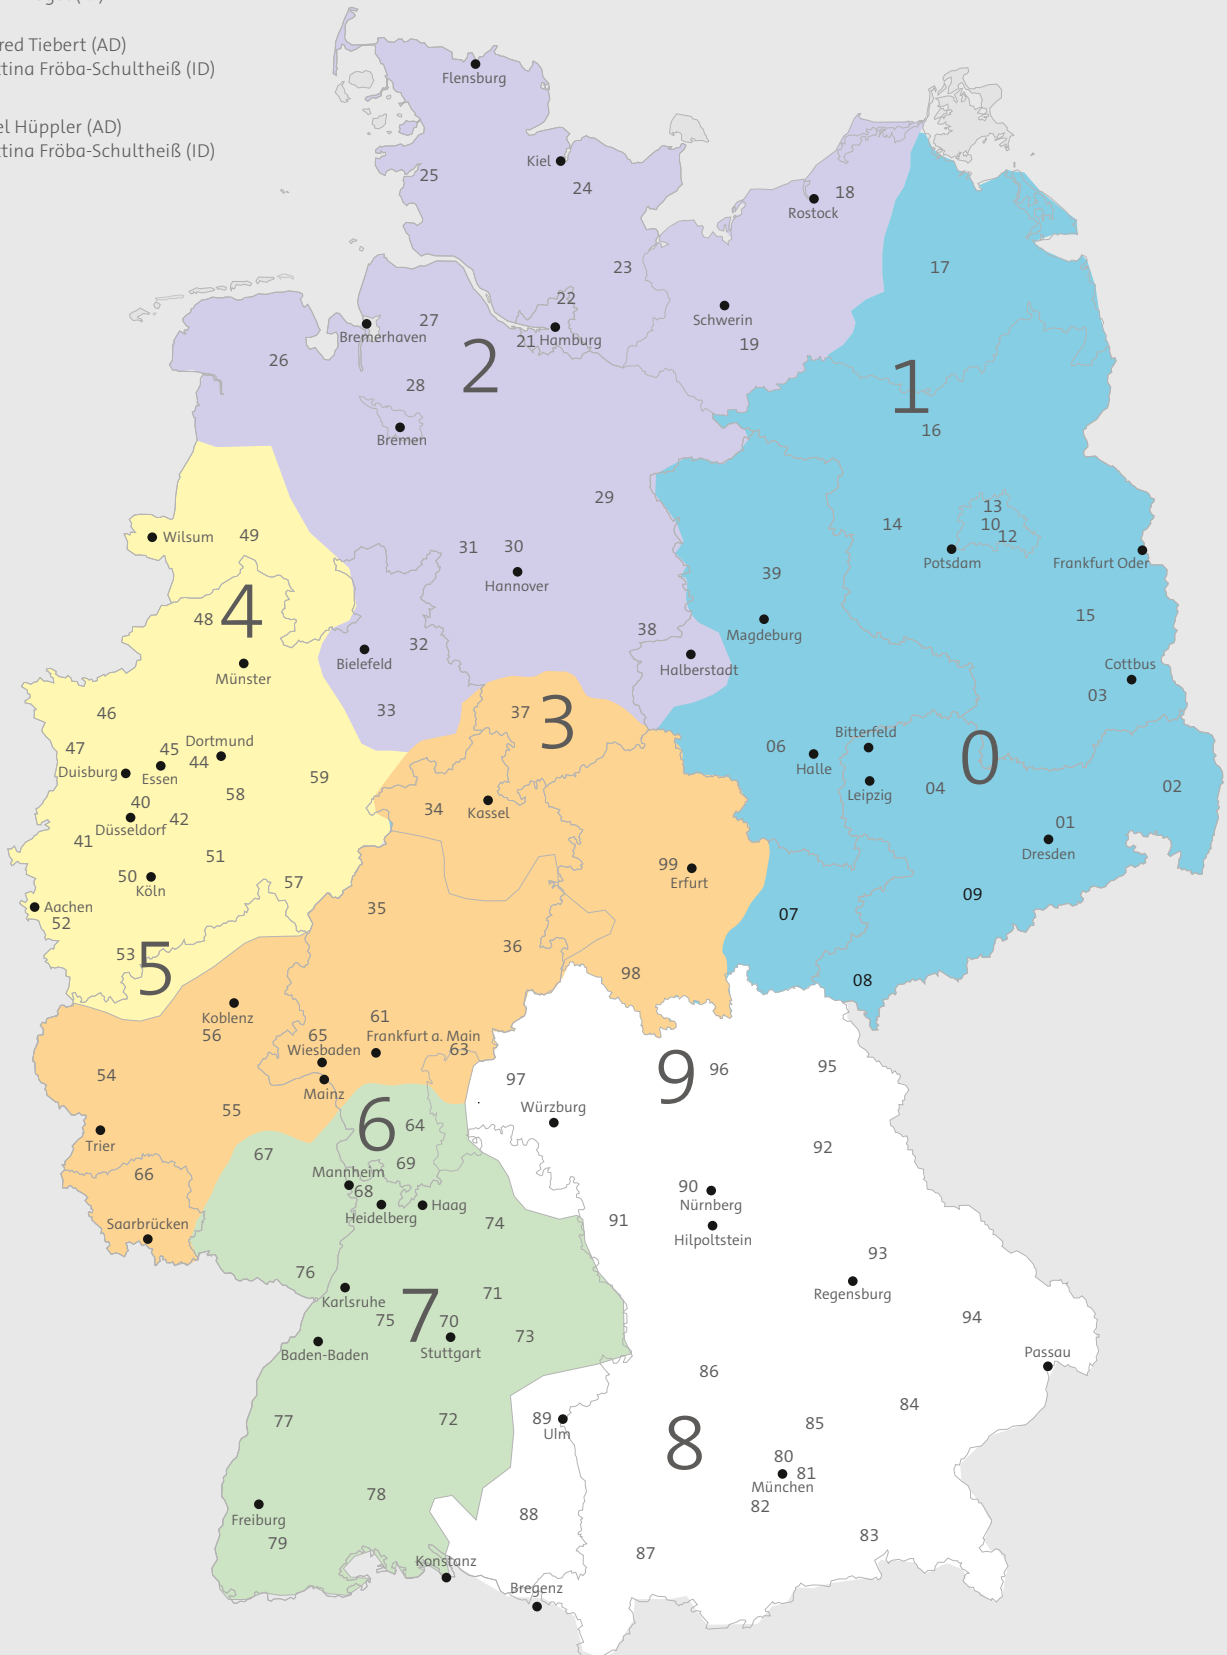 red Tiebert (AD)
ttina Fröba-Schultheiß (ID)
el Hüppler (AD)
ttina Fröba-Schultheiß (ID)
Flensburg
Kiel
25
24
18
Rostock
23
17
22
Schwerin
27
Bremerhaven
21 Hamburg
19
26
2
28
1
16
Bremen
29
13
14
10
12
Wilsum
49
31
30
Potsdam
Frankfurt Oder
Hannover
39
4
48
15
38
Magdeburg
32
Bielefeld
Halberstadt
Cottbus
Münster
03
46
33
37
3
Bitterfeld
47
45
Dortmund
06
0
44
Duisburg
Essen
Halle
59
02
58
Leipzig
04
40
34
Kassel
42
Düsseldorf
01
41
Dresden
51
99
50
57
Erfurt
Köln
09
Aachen
35
07
52
36
53
5
98
08
Koblenz
61
56
65
Frankfurt a. Main
Wiesbaden
63
9
96
95
54
97
Mainz
55
Würzburg
6
64
Trier
92
67
69
66
Mannheim
68
90
Haag
Nürnberg
Heidelberg
91
Saarbrücken
74
Hilpoltstein
93
76
Regensburg
Karlsruhe
71
7
75
70
94
73
Baden-Baden
Stuttgart
Passau
86
84
77
72
89
85
Ulm
8
80
81
München
78
82
88
Freiburg
83
79
87
Konstanz
Bregenz